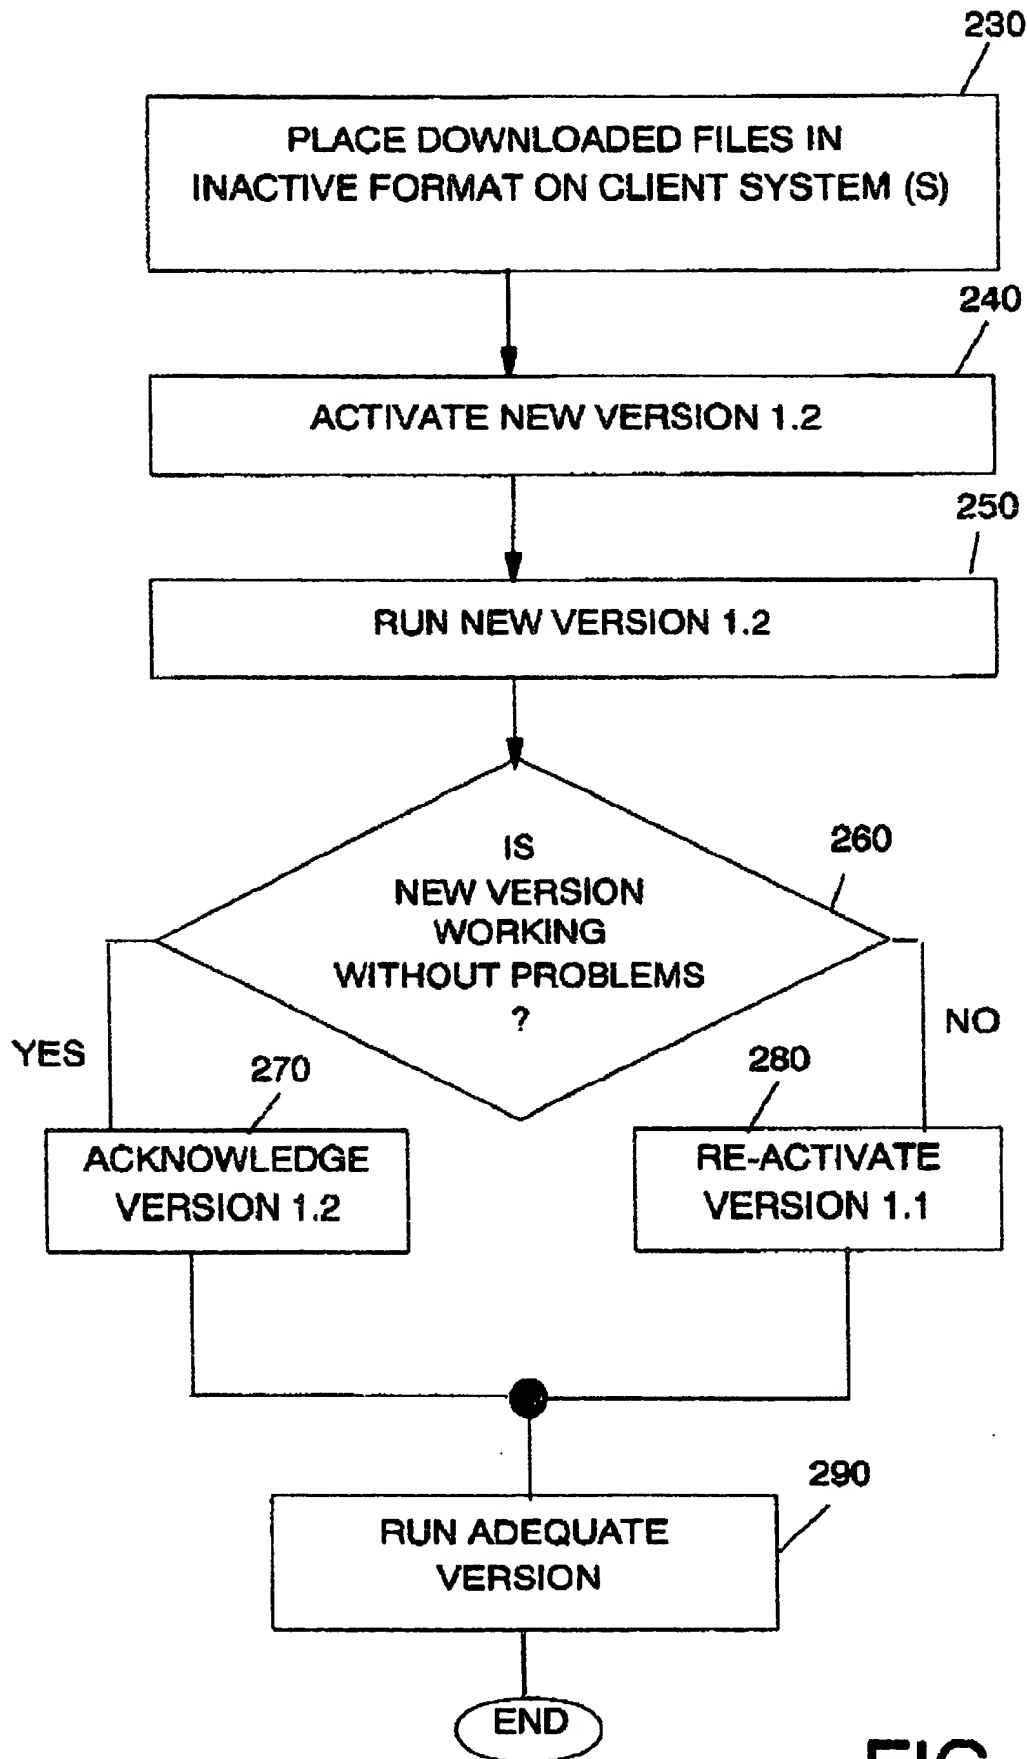 230
PLACE DOWNLOADED FILES IN
INACTIVE FORMAT ON CLIENT SYSTEM (S)
240
ACTIVATE NEW VERSION 1.2
250
RUN NEW VERSION 1.2
260
IS
NEW VERSION
WORKING
WITHOUT PROBLEMS
?
YES
NO
270
ACKNOWLEDGE
VERSION 1.2
280
RE-ACTIVATE
VERSION 1.1
290
RUN ADEQUATE
VERSION
END
FIG